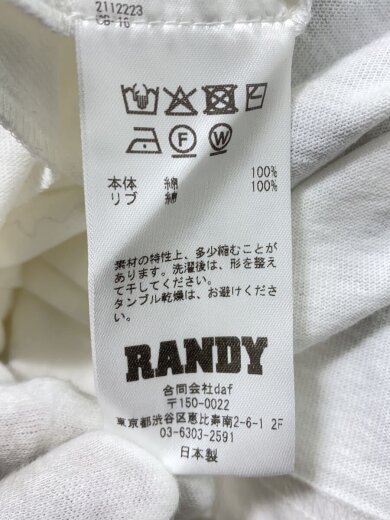 2112223
CB-16
F
W
本体 綿 100%
リブ 綿 100%
素材の特性上、多少縮むことが
あります。洗濯後は、形を整え
て干してください。
タンブル乾燥は、お避けくださ
い。
RANDY
合同会社daf
〒150-0022
東京都渋谷区恵比寿南2-6-1 2F
03-6303-2591
日本製